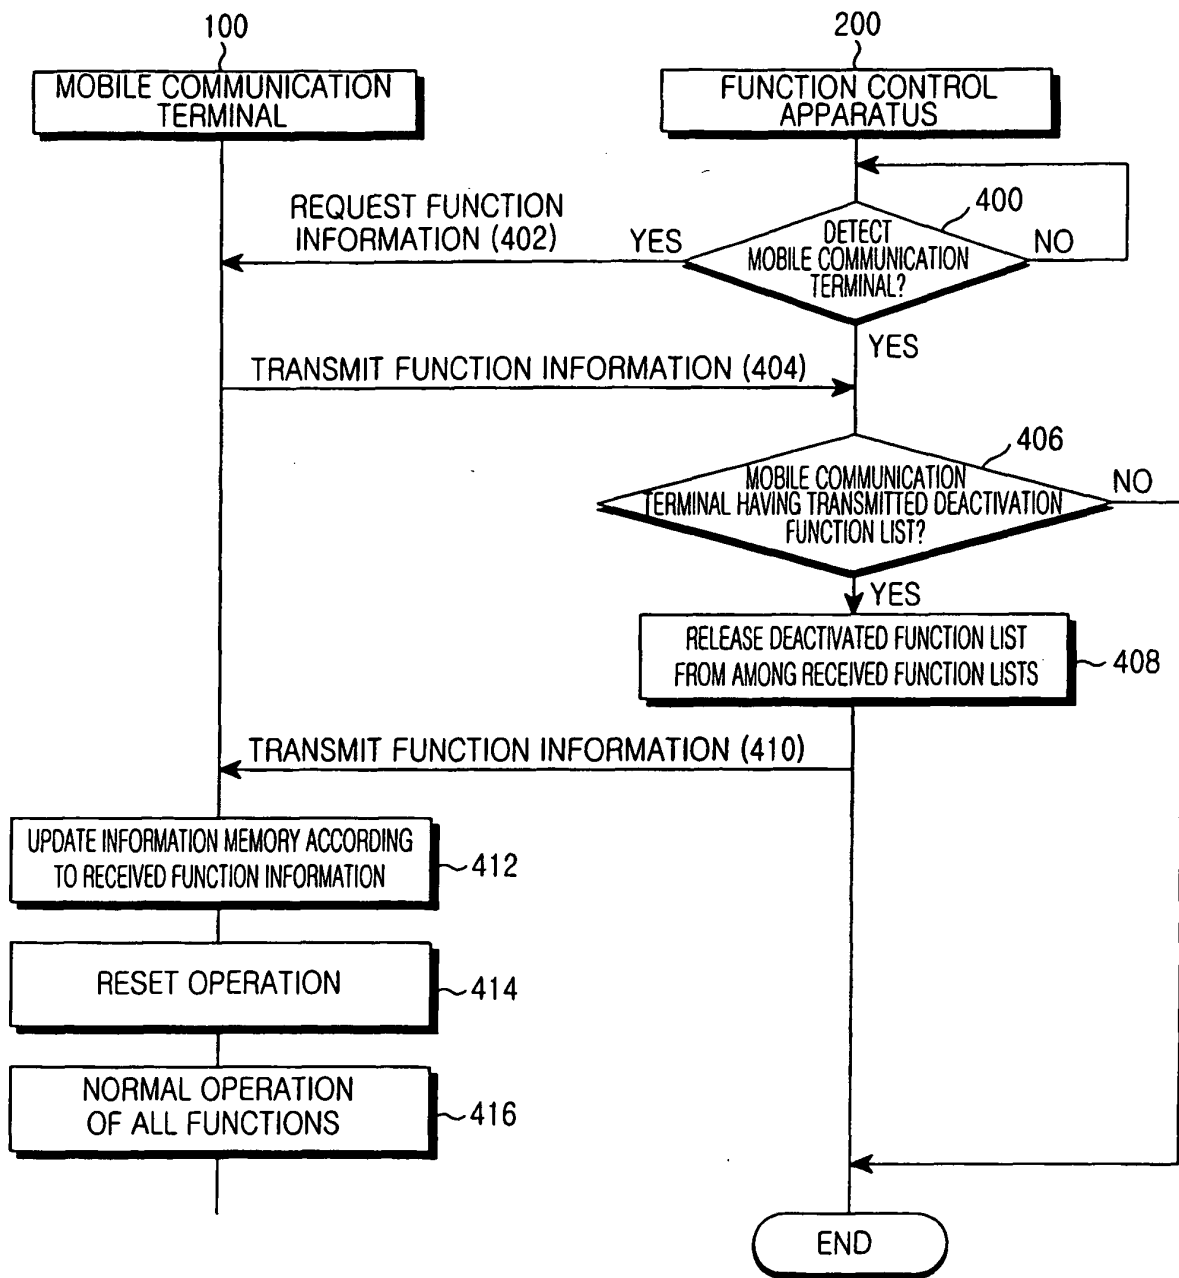 100
200
MOBILE COMMUNICATION
TERMINAL
FUNCTION CONTROL
APPARATUS
REQUEST FUNCTION
INFORMATION (402)
YES
400
DETECT
MOBILE COMMUNICATION
TERMINAL?
NO
YES
TRANSMIT FUNCTION INFORMATION (404)
406
MOBILE COMMUNICATION
TERMINAL HAVING TRANSMITTED DEACTIVATION
FUNCTION LIST?
NO
YES
RELEASE DEACTIVATED FUNCTION LIST
FROM AMONG RECEIVED FUNCTION LISTS
408
TRANSMIT FUNCTION INFORMATION (410)
UPDATE INFORMATION MEMORY ACCORDING
TO RECEIVED FUNCTION INFORMATION
412
RESET OPERATION
414
NORMAL OPERATION
OF ALL FUNCTIONS
416
END